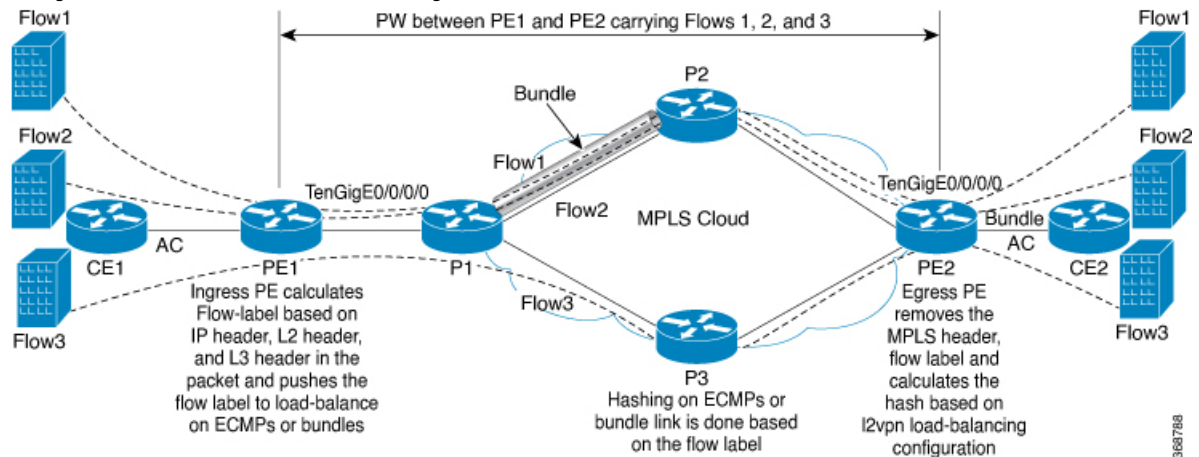 Flow1
PW between PE1 and PE2 carrying Flows 1, 2, and 3
Flow1
P2
Bundle
Flow2
Flow1
Flow2
TenGigE0/0/0/0
Flow2
MPLS Cloud
TenGigE0/0/0/0
Bundle
AC
AC
CE1
PE1
P1
PE2
CE2
Flow3
Flow3
Flow3
Ingress PE calculates
Flow-label based on
IP header, L2 header,
and L3 header in the
packet and pushes the
flow label to load-balance
on ECMPs or bundles
P3
Hashing on ECMPs or
bundle link is done based
on the flow label
Egress PE
removes the
MPLS header,
flow label and
calculates the
hash based on
l2vpn load-balancing
configuration
368788